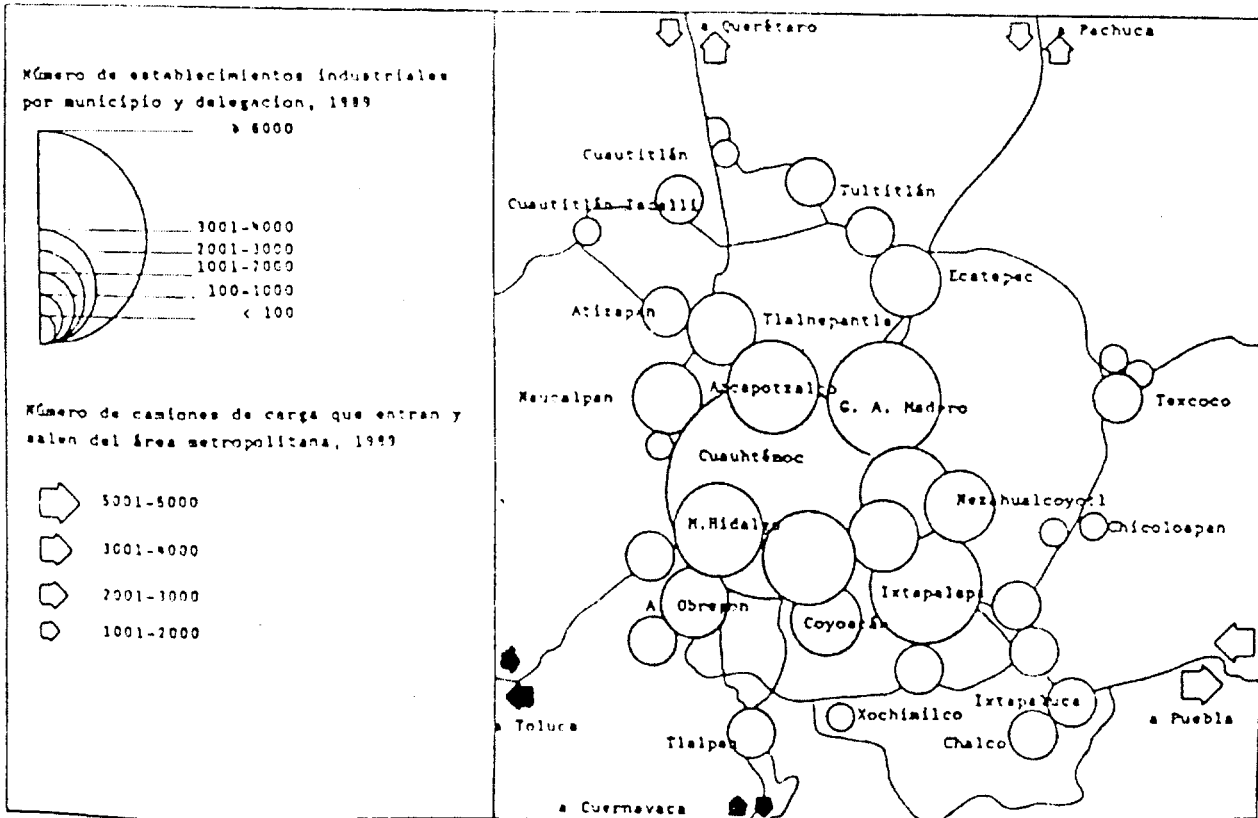 Número de establecimientos industriales
por municipio y delegacion, 1989
> 6000
3001-4000
2001-3000
1001-2000
100-1000
< 100
Número de camiones de carga que entran y
salen del área metropolitana, 1989
5001-6000
3001-4000
2001-3000
1001-2000
a Querétaro
a Pachuca
Cuautitlán
Tultitlán
Cuautitlán Izcalli
Ecatepec
Atizapán
Tlalnepantla
Azcapotzalco
Naucalpan
G. A. Madero
Texcoco
Cuauhtémoc
Nezahualcoyotl
M.Hidalgo
Chicoloapan
Ixtapalapa
A. Obregon
Coyoacán
Ixtapaluca
Xochimilco
a Toluca
a Puebla
Tlalpan
Chalco
a Cuernavaca